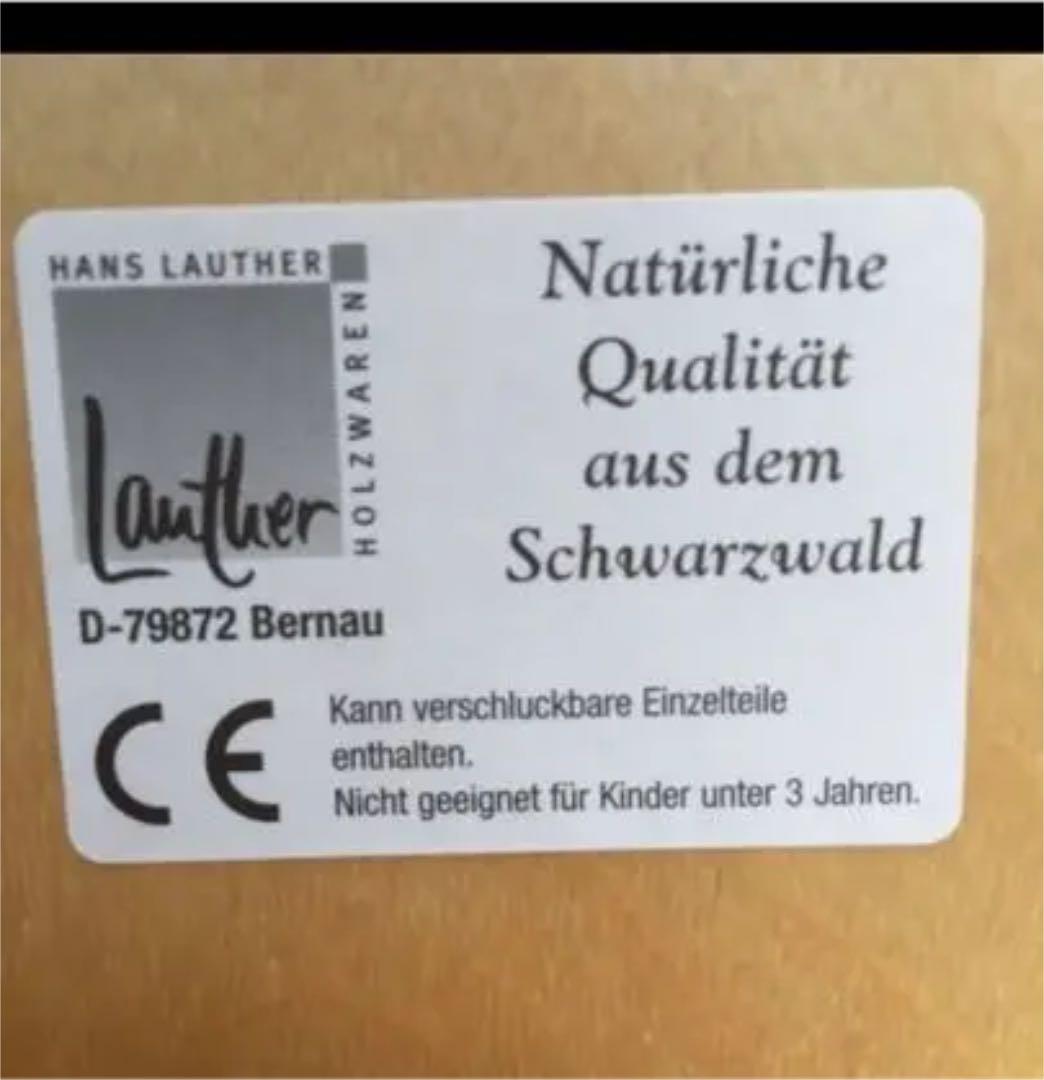 HANS LAUTHER
HOLZWAREN
Lauther
D-79872 Bernau
Natürliche
Qualität
aus dem
Schwarzwald
CE
Kann verschluckbare Einzelteile
enthalten.
Nicht geeignet für Kinder unter 3 Jahren.